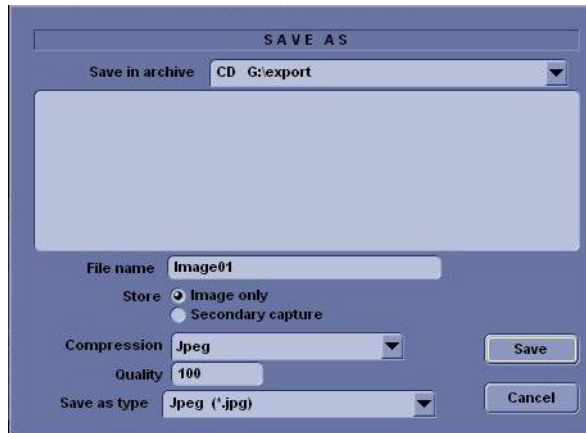 SAVE AS
Save in archive CD G:\export
File name Image01
Store Image only
Secondary capture
Compression Jpeg
Quality 100
Save as type Jpeg (*.jpg)
Save
Cancel